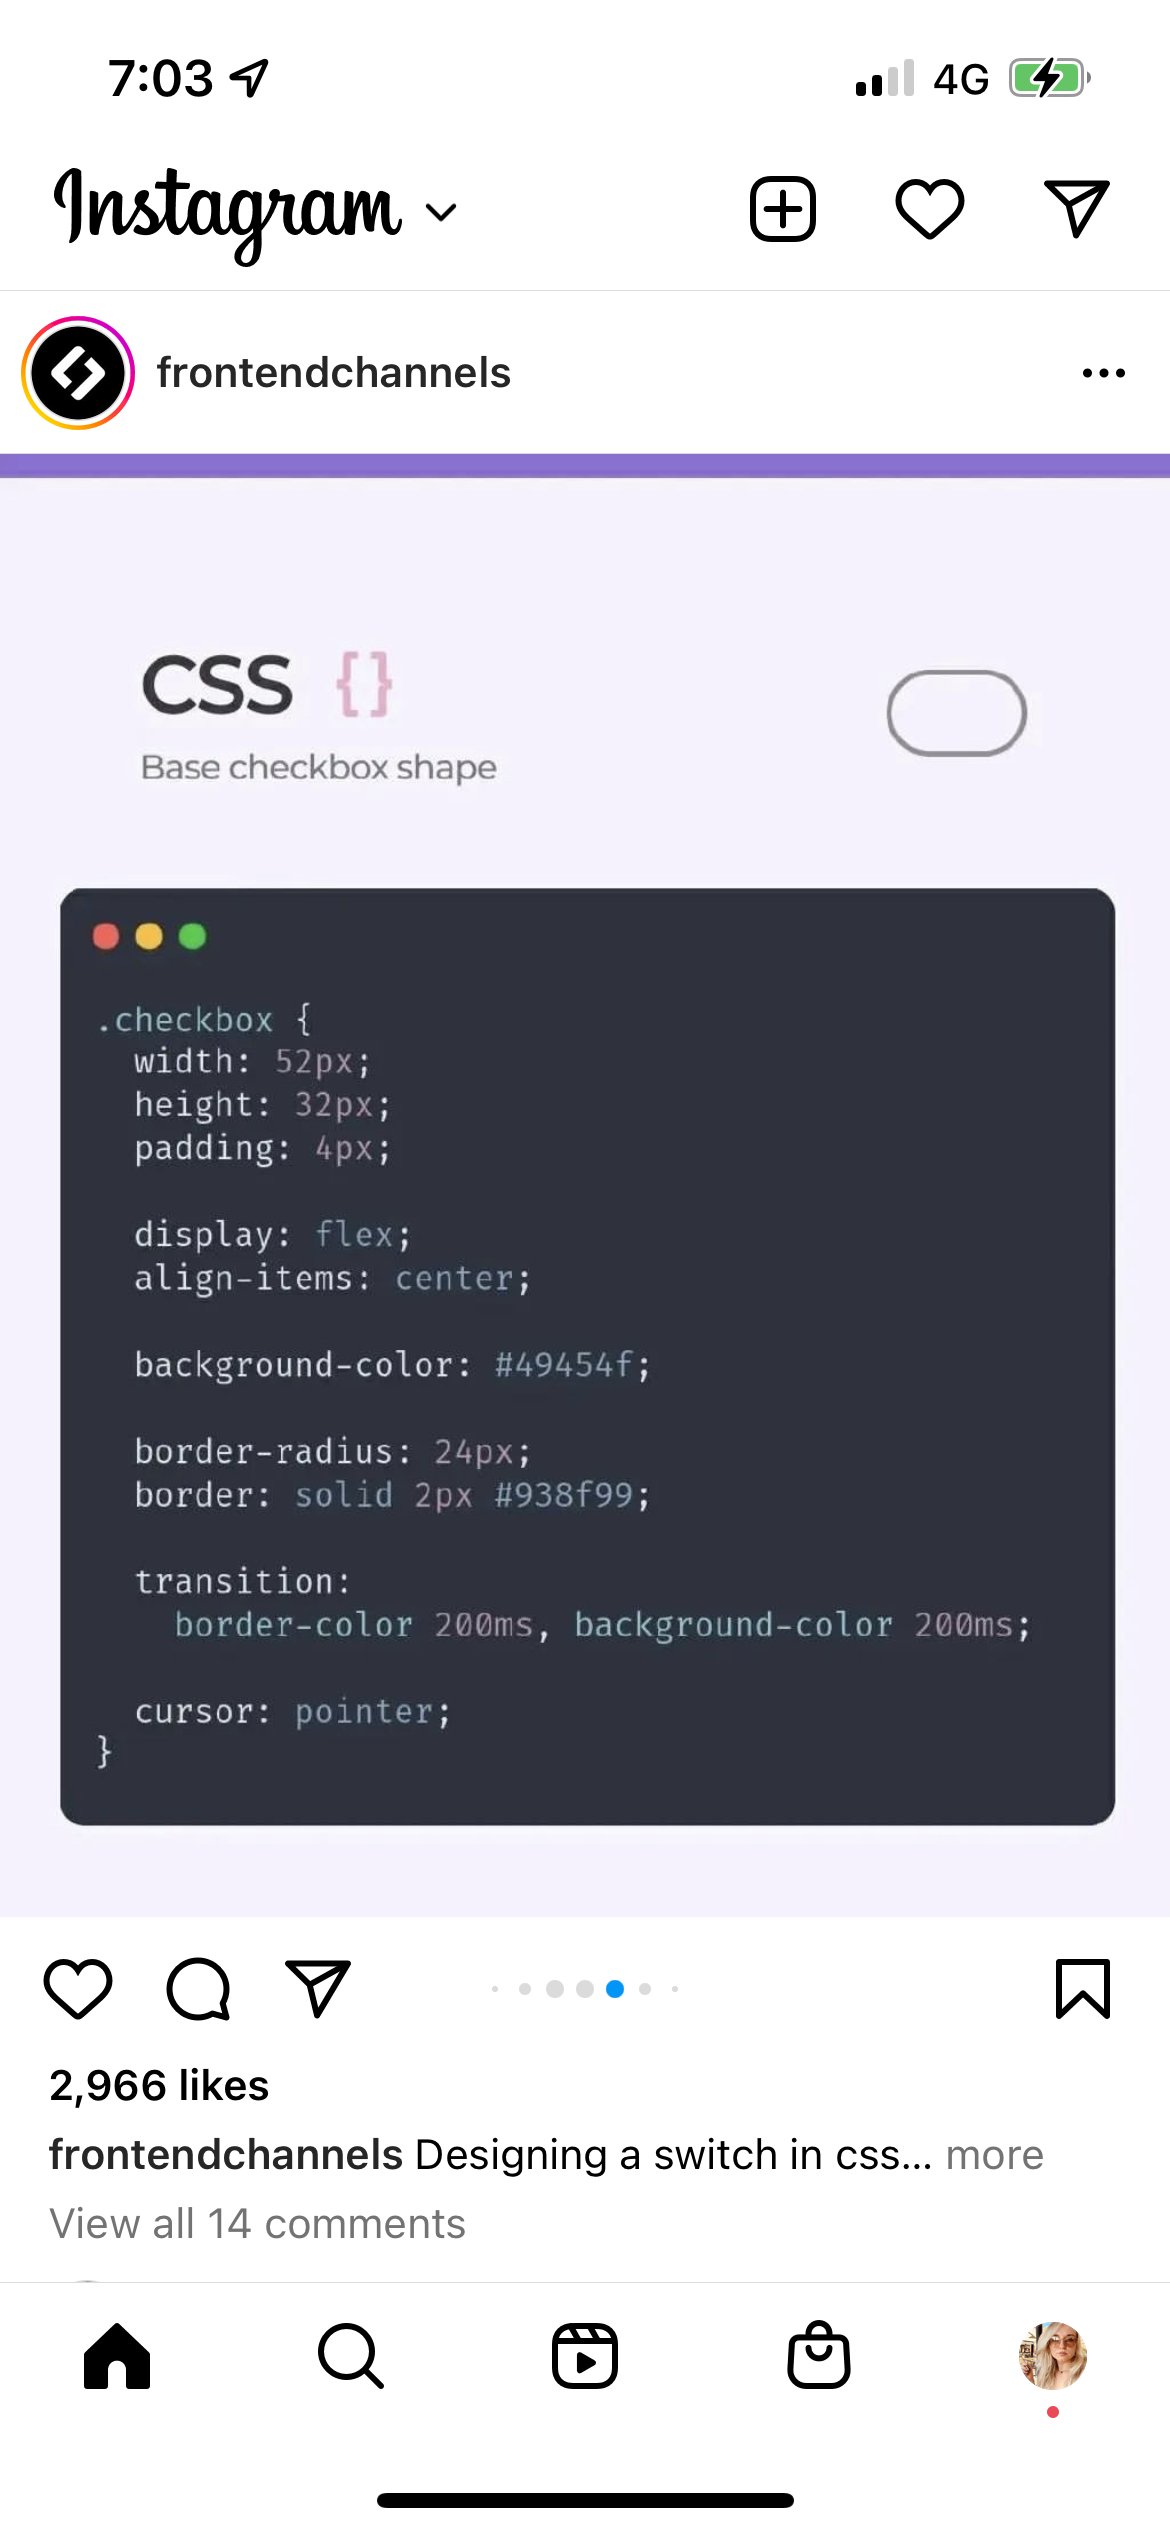 7:03
4G
Instagram
frontendchannels
CSS {}
Base checkbox shape
.checkbox {
  width: 52px;
  height: 32px;
  padding: 4px;

  display: flex;
  align-items: center;

  background-color: #49454f;

  border-radius: 24px;
  border: solid 2px #938f99;

  transition:
    border-color 200ms, background-color 200ms;

  cursor: pointer;
}
2,966 likes
frontendchannels Designing a switch in css... more
View all 14 comments